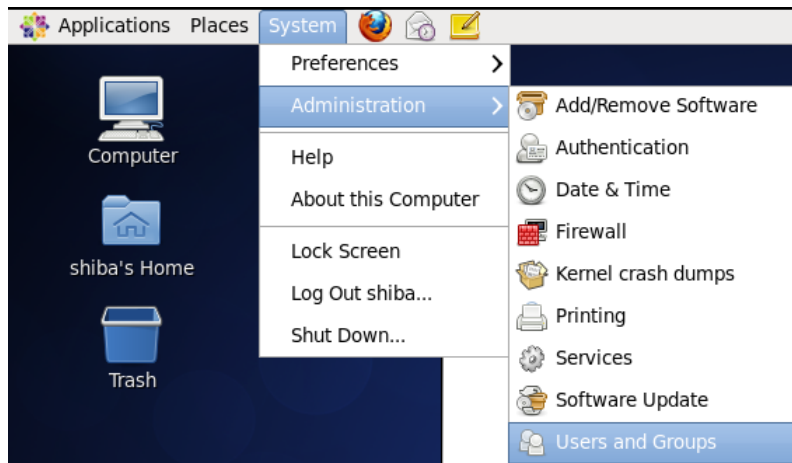 Applications Places System
Preferences
Administration
Help
About this Computer
Lock Screen
Log Out shiba...
Shut Down...
Add/Remove Software
Authentication
Date & Time
Firewall
Kernel crash dumps
Printing
Services
Software Update
Users and Groups
Computer
shiba's Home
Trash